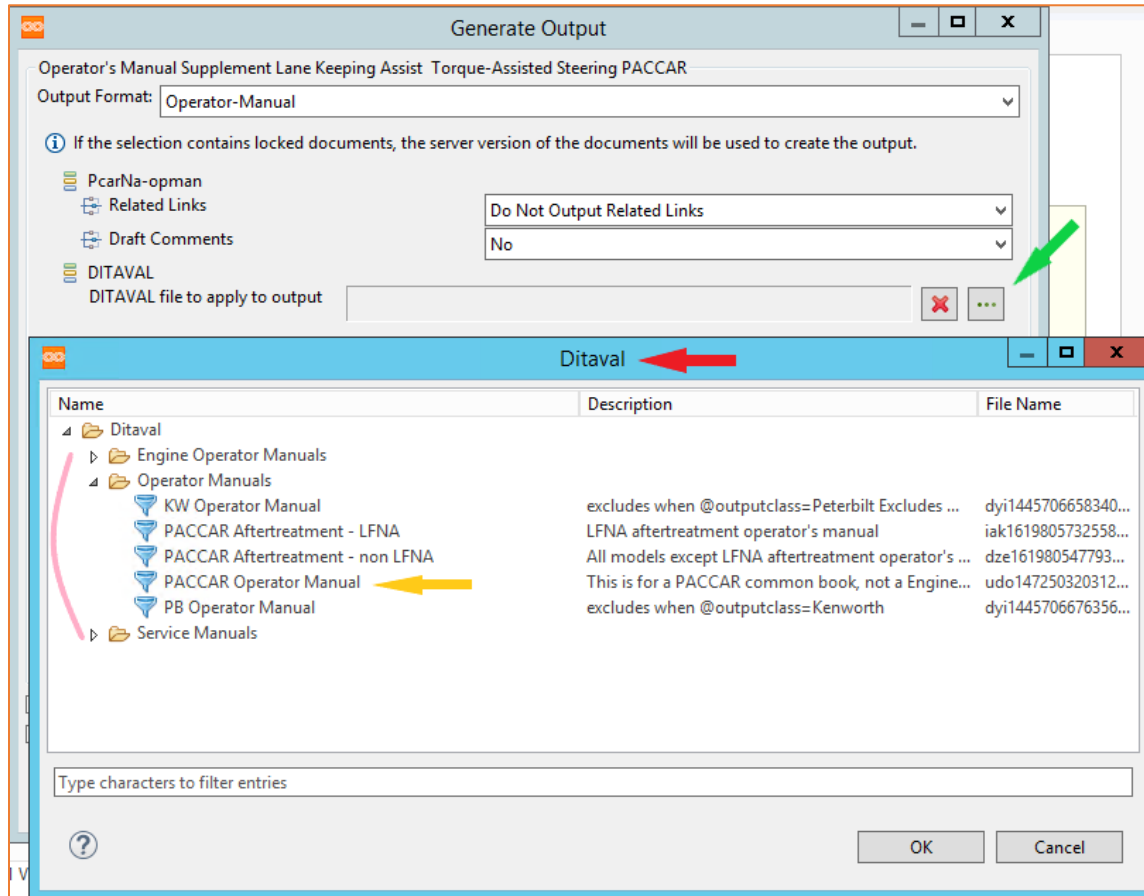 Generate Output
Operator's Manual Supplement Lane Keeping Assist Torque-Assisted Steering PACCAR
Output Format: Operator-Manual
If the selection contains locked documents, the server version of the documents will be used to create the output.
PcarNa-opman
Related Links Do Not Output Related Links
Draft Comments No
DITAVAL
DITAVAL file to apply to output
Ditaval
Name Description File Name
Ditaval
Engine Operator Manuals
Operator Manuals
KW Operator Manual excludes when @outputclass=Peterbilt Excludes ... dyi1445706658340...
PACCAR Aftertreatment - LFNA LFNA aftertreatment operator's manual iak1619805732558...
PACCAR Aftertreatment - non LFNA All models except LFNA aftertreatment operator's ... dze161980547793...
PACCAR Operator Manual This is for a PACCAR common book, not a Engine... udo147250320312...
PB Operator Manual excludes when @outputclass=Kenworth dyi1445706676356...
Service Manuals
Type characters to filter entries
OK Cancel